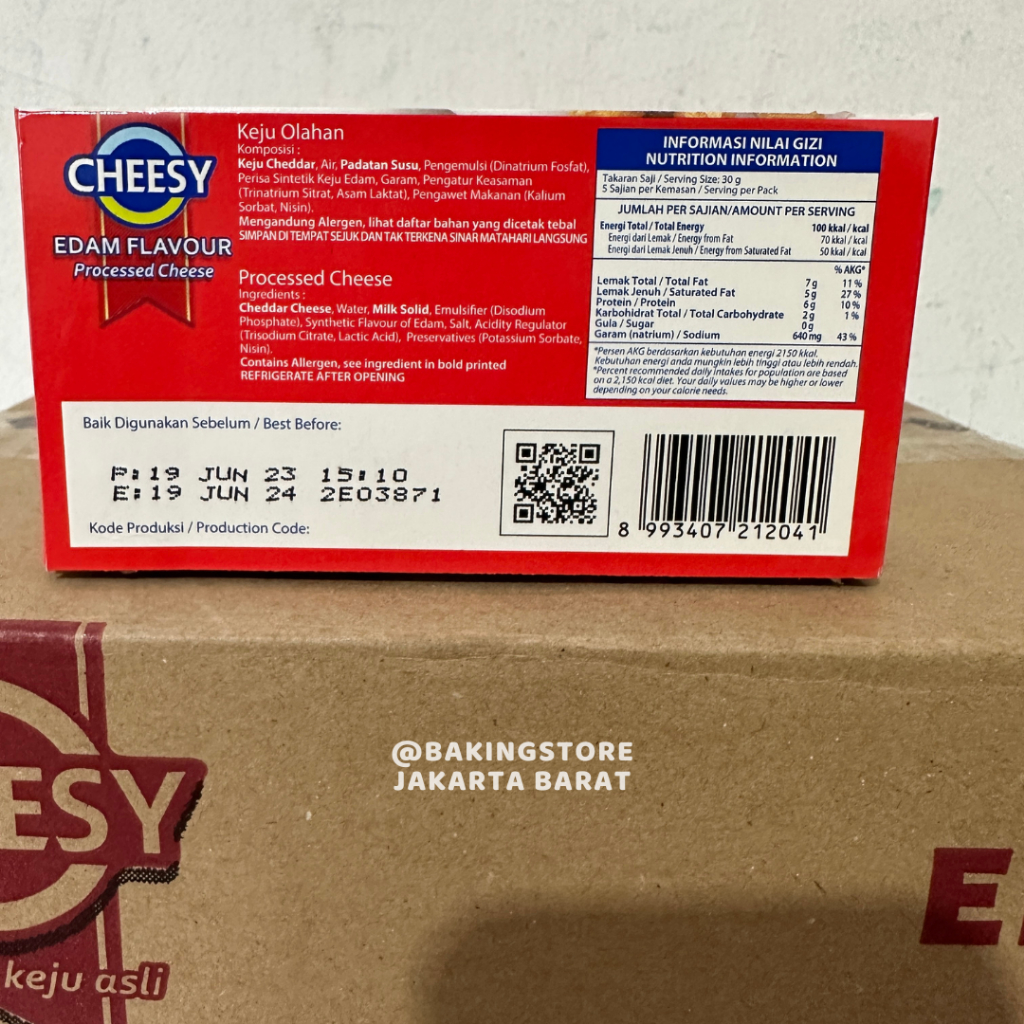 CHEESY
EDAM FLAVOUR
Processed Cheese
Keju Olahan
Komposisi :
Keju Cheddar, Air, Padatan Susu, Pengemulsi (Dinatrium Fosfat),
Perisa Sintetik Keju Edam, Garam, Pengatur Keasaman
(Trinatrium Sitrat, Asam Laktat), Pengawet Makanan (Kalium
Sorbat, Nisin).
Mengandung Alergen, lihat daftar bahan yang dicetak tebal
SIMPAN DI TEMPAT SEJUK DAN TAK TERKENA SINAR MATAHARI LANGSUNG
Processed Cheese
Ingredients :
Cheddar Cheese, Water, Milk Solid, Emulsifier (Disodium
Phosphate), Synthetic Flavour of Edam, Salt, Acidity Regulator
(Trisodium Citrate, Lactic Acid), Preservatives (Potassium Sorbate,
Nisin).
Contains Allergen, see ingredient in bold printed
REFRIGERATE AFTER OPENING
INFORMASI NILAI GIZI
NUTRITION INFORMATION
Takaran Saji / Serving Size: 30 g
5 Sajian per Kemasan / Serving per Pack
JUMLAH PER SAJIAN/AMOUNT PER SERVING
Energi Total / Total Energy 100 kkal / kcal
Energi dari Lemak / Energy from Fat 70 kkal / kcal
Energi dari Lemak Jenuh / Energy from Saturated Fat 50 kkal / kcal
% AKG*
Lemak Total / Total Fat 7 g 11 %
Lemak Jenuh / Saturated Fat 5 g 27 %
Protein / Protein 6 g 10 %
Karbohidrat Total / Total Carbohydrate 2 g 1 %
Gula / Sugar 0 g
Garam (natrium) / Sodium 640 mg 43 %
*Persen AKG berdasarkan kebutuhan energi 2150 kkal.
Kebutuhan energi anda mungkin lebih tinggi atau lebih rendah.
*Percent recommended daily intakes for population are based
on a 2,150 kcal diet. Your daily values may be higher or lower
depending on your calorie needs.
Baik Digunakan Sebelum / Best Before:
P:19 JUN 23 15:10
E:19 JUN 24 2E03871
Kode Produksi / Production Code:
8 993407 212041
@BAKINGSTORE
JAKARTA BARAT
ESY
keju asli
E